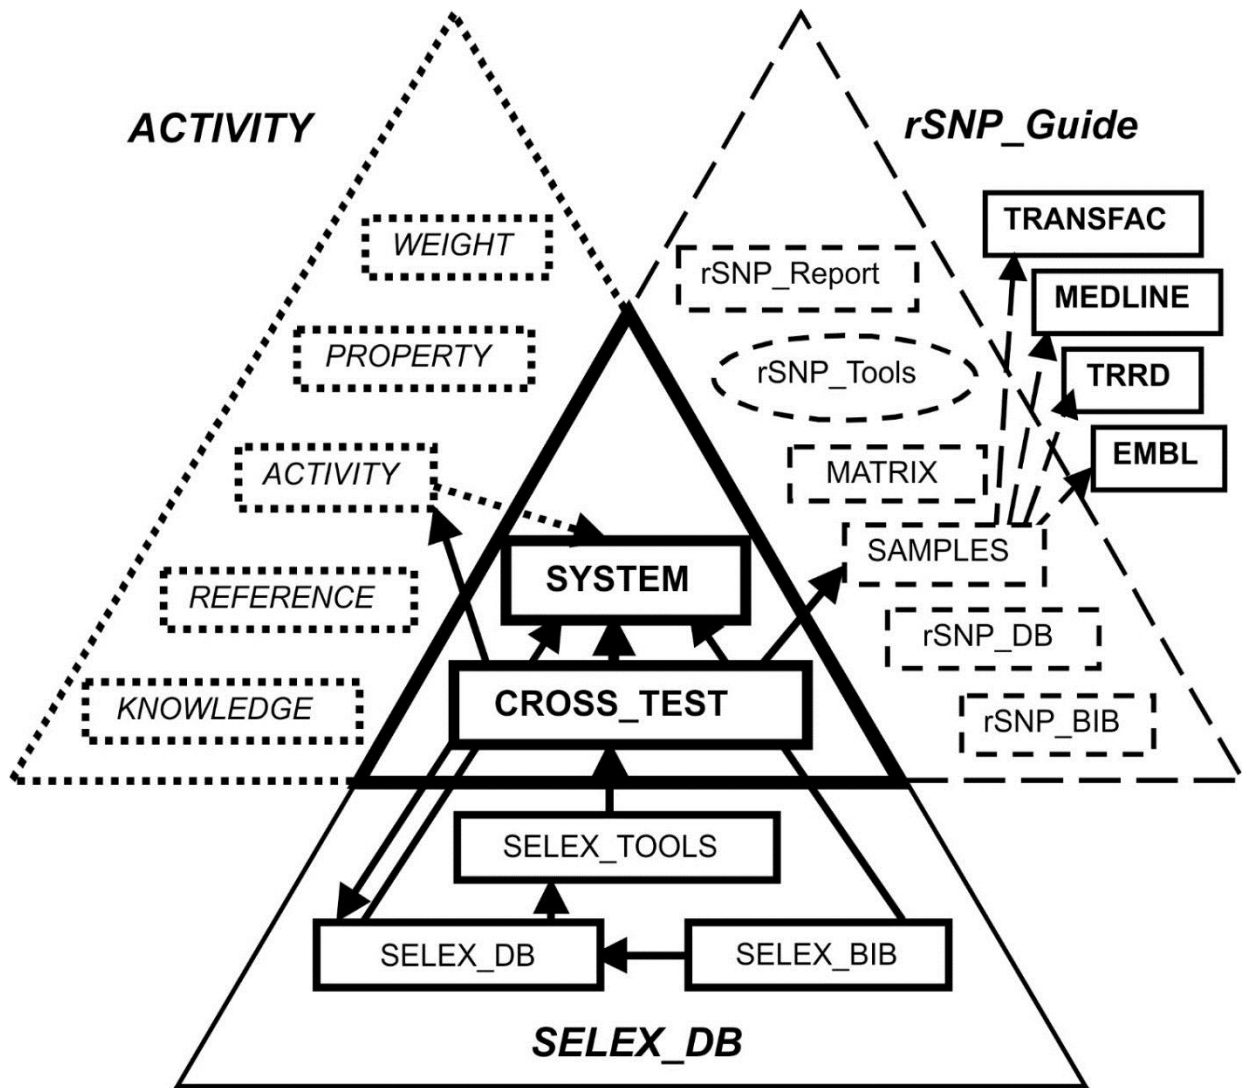 ACTIVITY
rSNP_Guide
WEIGHT
PROPERTY
ACTIVITY
REFERENCE
KNOWLEDGE
rSNP_Report
rSNP_Tools
MATRIX
SAMPLES
rSNP_DB
rSNP_BIB
TRANSFAC
MEDLINE
TRRD
EMBL
SYSTEM
CROSS_TEST
SELEX_TOOLS
SELEX_DB
SELEX_BIB
SELEX_DB